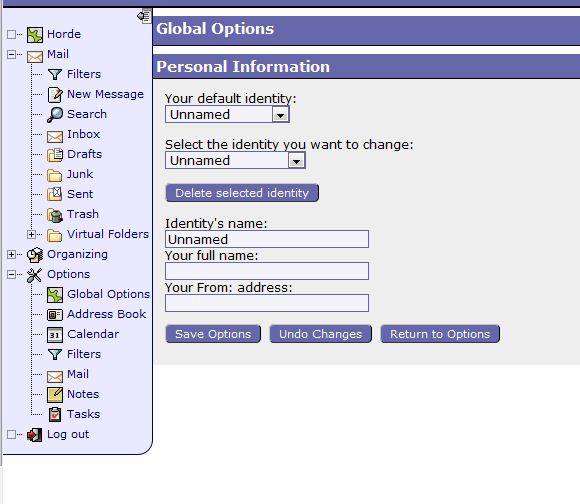 Horde
Mail
Filters
New Message
Search
Inbox
Drafts
Junk
Sent
Trash
Virtual Folders
Organizing
Options
Global Options
Address Book
31
Calendar
Filters
Mail
Notes
Tasks
Log out
Global Options
Personal Information
Your default identity:
Unnamed
Select the identity you want to change:
Unnamed
Delete selected identity
Identity's name:
Unnamed
Your full name:
Your From: address:
Save Options Undo Changes Return to Options